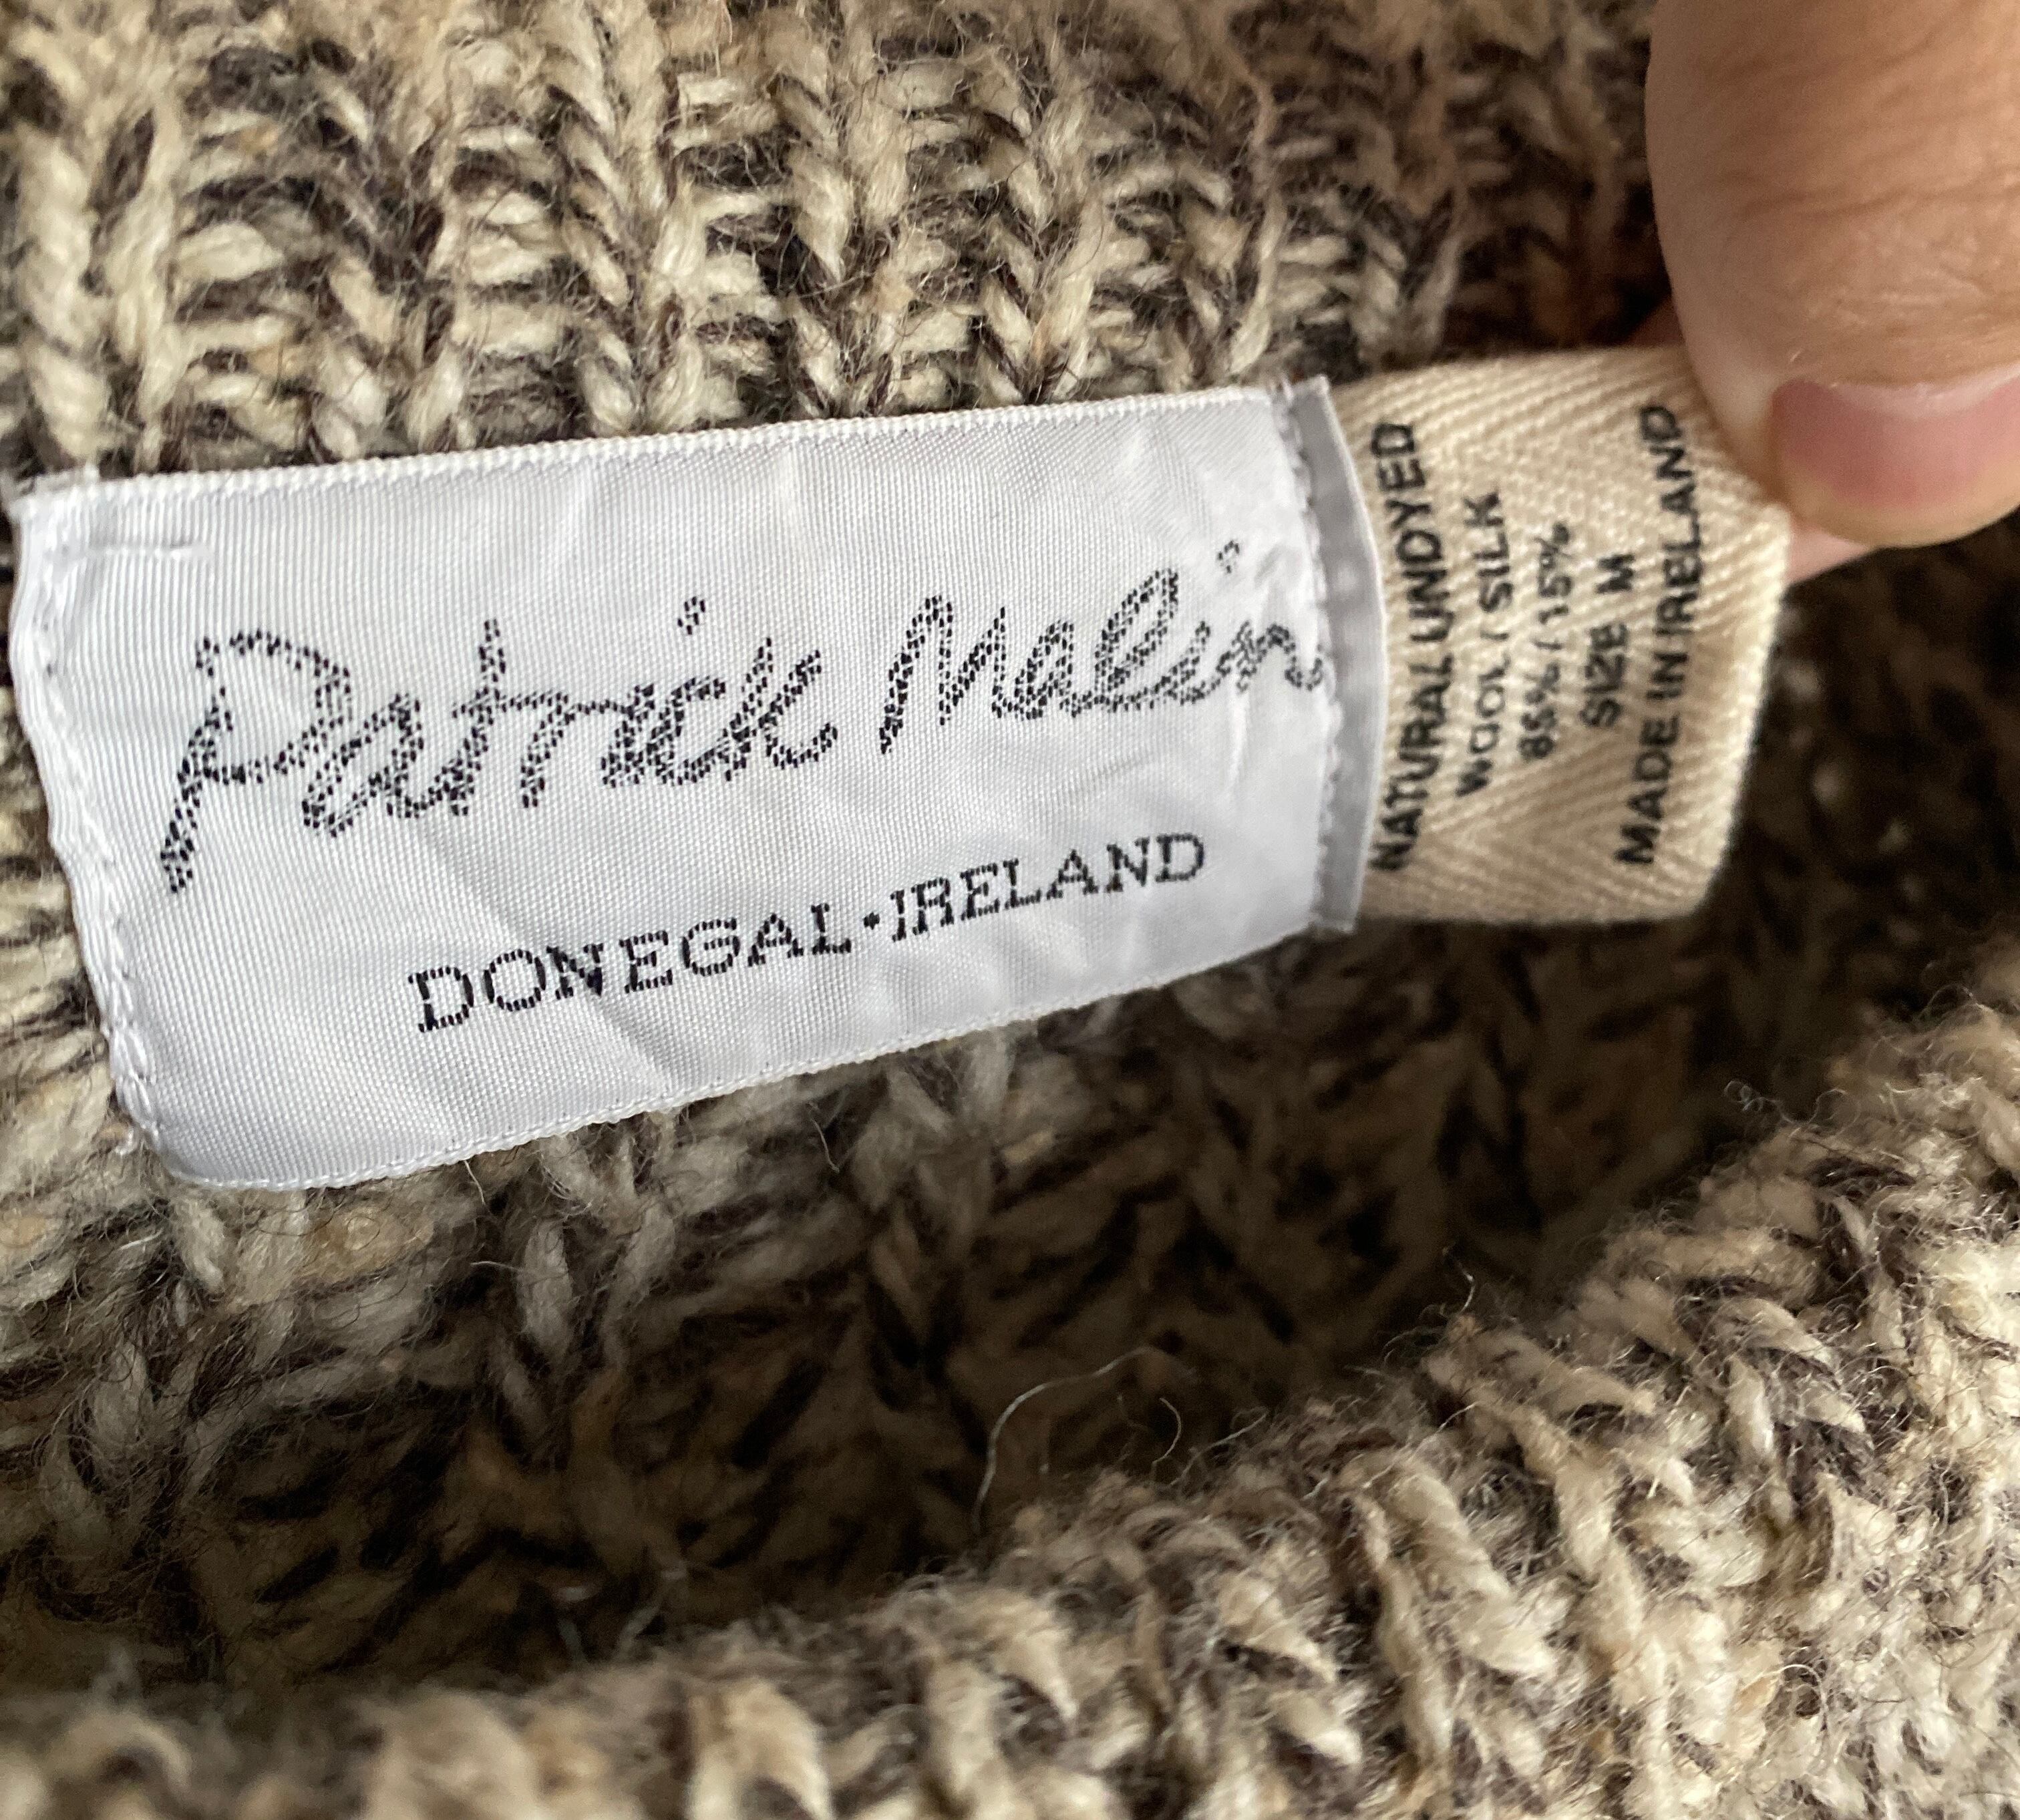 Patrick Malin
DONEGAL • IRELAND
NATURAL UNDYED
WOOL / SILK
85% / 15%
SIZE M
MADE IN IRELAND